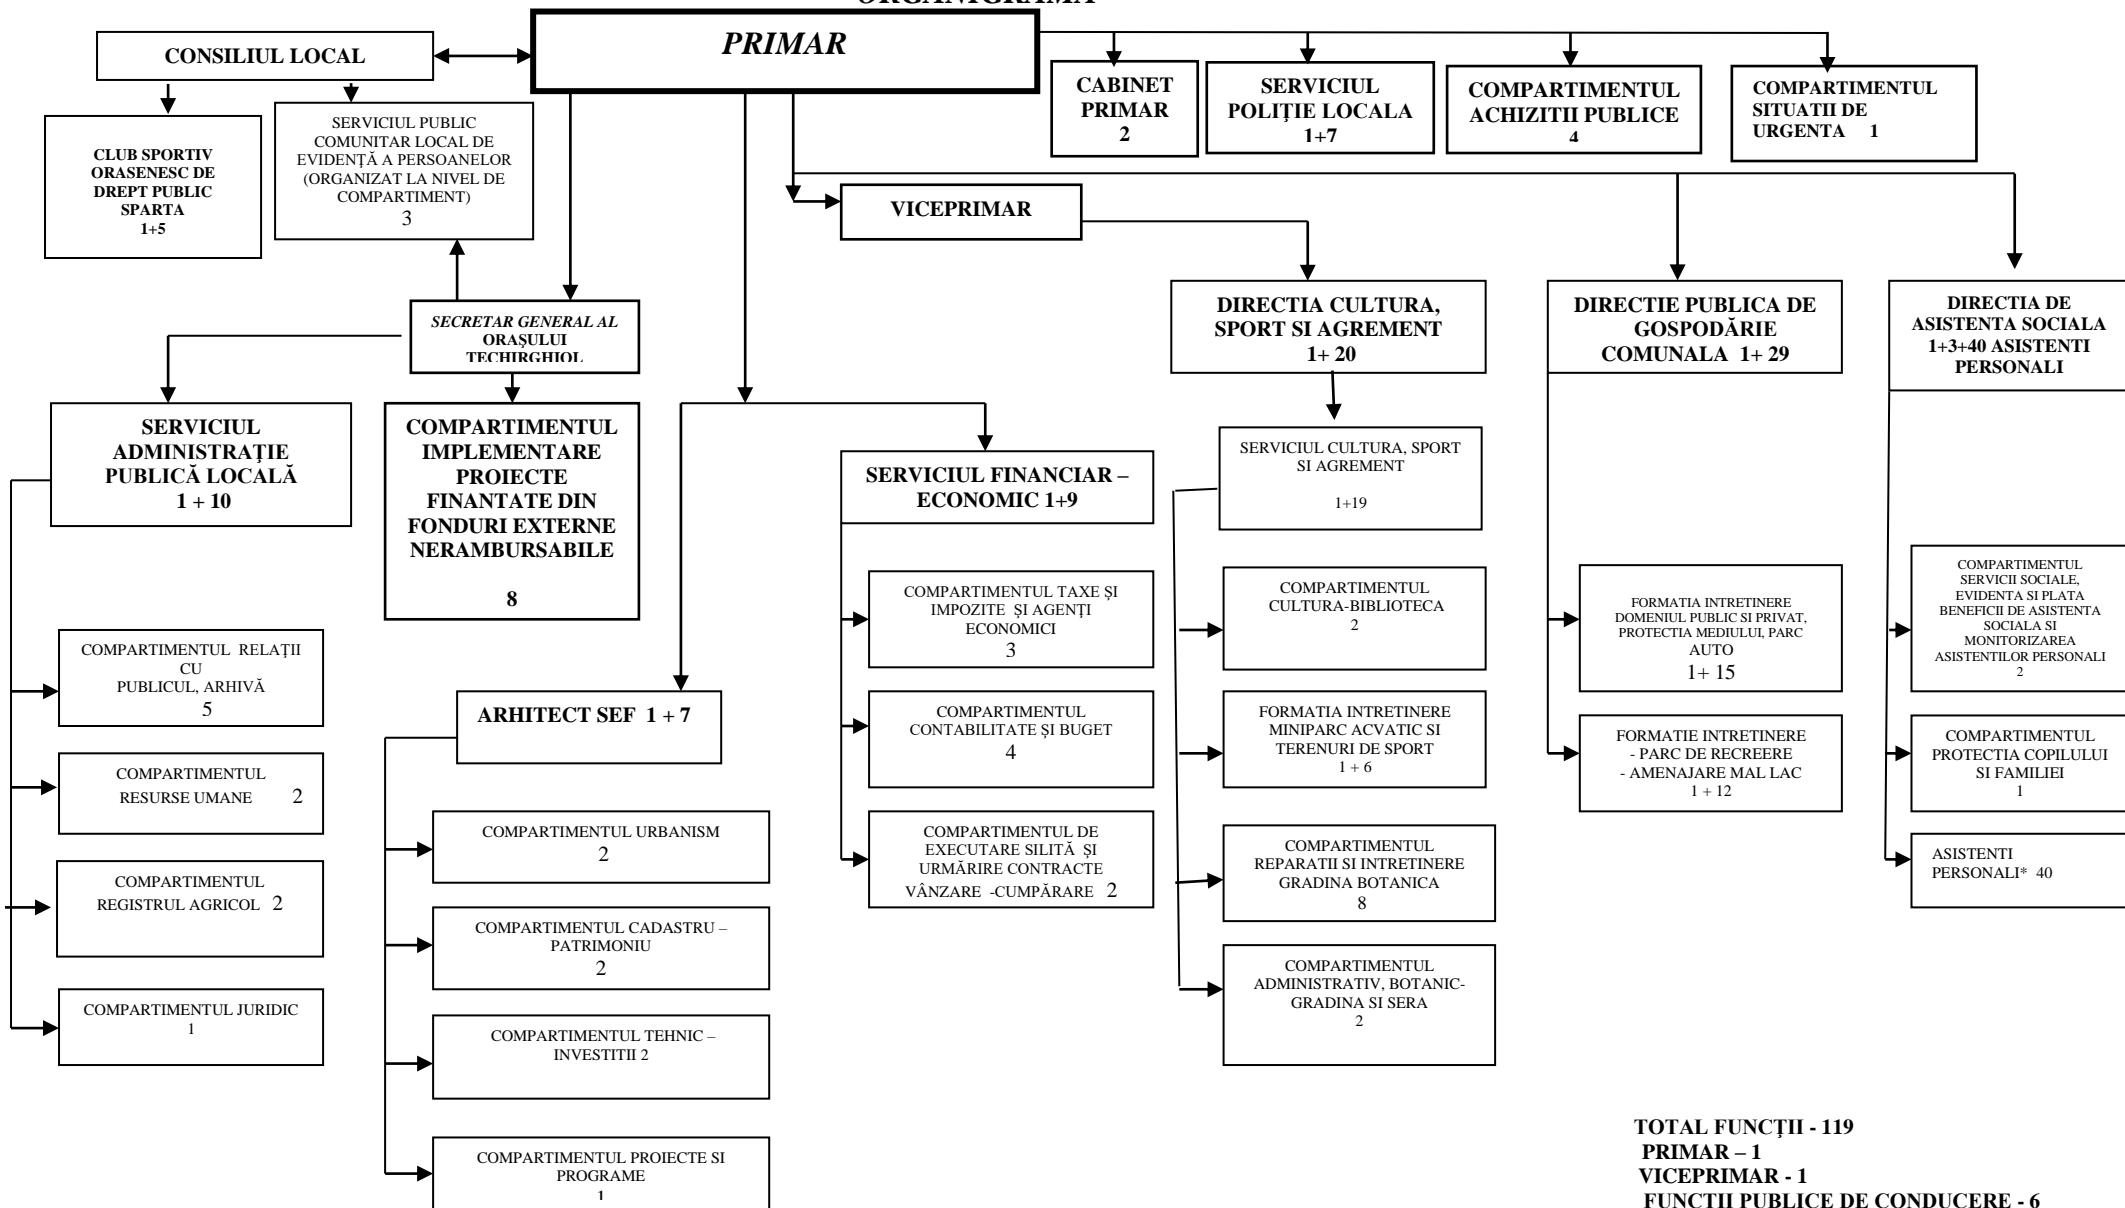 ORGANIGRAMA
PRIMAR
CONSILIUL LOCAL
CABINET
PRIMAR
2
SERVICIUL
POLIŢIE LOCALA
1+7
COMPARTIMENTUL
ACHIZITII PUBLICE
4
COMPARTIMENTUL
SITUATII DE
URGENTA 1
CLUB SPORTIV
ORASENESC DE
DREPT PUBLIC
SPARTA
1+5
SERVICIUL PUBLIC
COMUNITAR LOCAL DE
EVIDENŢĂ A PERSOANELOR
(ORGANIZAT LA NIVEL DE
COMPARTIMENT)
3
VICEPRIMAR
SECRETAR GENERAL AL
ORAŞULUI
TECHIRGHIOL
DIRECTIA CULTURA,
SPORT SI AGREMENT
1+ 20
DIRECTIE PUBLICA DE
GOSPODĂRIE
COMUNALA 1+ 29
DIRECTIA DE
ASISTENTA SOCIALA
1+3+40 ASISTENTI
PERSONALI
SERVICIUL
ADMINISTRAŢIE
PUBLICĂ LOCALĂ
1 + 10
COMPARTIMENTUL
IMPLEMENTARE
PROIECTE
FINANTATE DIN
FONDURI EXTERNE
NERAMBURSABILE
8
SERVICIUL FINANCIAR –
ECONOMIC 1+9
SERVICIUL CULTURA, SPORT
SI AGREMENT
1+19
COMPARTIMENTUL RELAŢII
CU
PUBLICUL, ARHIVĂ
5
COMPARTIMENTUL
RESURSE UMANE 2
COMPARTIMENTUL
REGISTRUL AGRICOL 2
COMPARTIMENTUL JURIDIC
1
ARHITECT SEF 1 + 7
COMPARTIMENTUL URBANISM
2
COMPARTIMENTUL CADASTRU –
PATRIMONIU
2
COMPARTIMENTUL TEHNIC –
INVESTITII 2
COMPARTIMENTUL PROIECTE SI
PROGRAME
1
COMPARTIMENTUL TAXE ŞI
IMPOZITE ŞI AGENŢI
ECONOMICI
3
COMPARTIMENTUL
CONTABILITATE ŞI BUGET
4
COMPARTIMENTUL DE
EXECUTARE SILITĂ ŞI
URMĂRIRE CONTRACTE
VÂNZARE -CUMPĂRARE 2
COMPARTIMENTUL
CULTURA-BIBLIOTECA
2
FORMATIA INTRETINERE
MINIPARC ACVATIC SI
TERENURI DE SPORT
1 + 6
COMPARTIMENTUL
REPARATII SI INTRETINERE
GRADINA BOTANICA
8
COMPARTIMENTUL
ADMINISTRATIV, BOTANIC-
GRADINA SI SERA
2
FORMATIA INTRETINERE
DOMENIUL PUBLIC SI PRIVAT,
PROTECTIA MEDIULUI, PARC
AUTO
1+ 15
FORMATIE INTRETINERE
- PARC DE RECREERE
- AMENAJARE MAL LAC
1 + 12
COMPARTIMENTUL
SERVICII SOCIALE,
EVIDENTA SI PLATA
BENEFICII DE ASISTENTA
SOCIALA SI
MONITORIZAREA
ASISTENTILOR PERSONALI
2
COMPARTIMENTUL
PROTECTIA COPILULUI
SI FAMILIEI
1
ASISTENTI
PERSONALI* 40
TOTAL FUNCŢII - 119
PRIMAR – 1
VICEPRIMAR - 1
FUNCTII PUBLICE DE CONDUCERE - 6